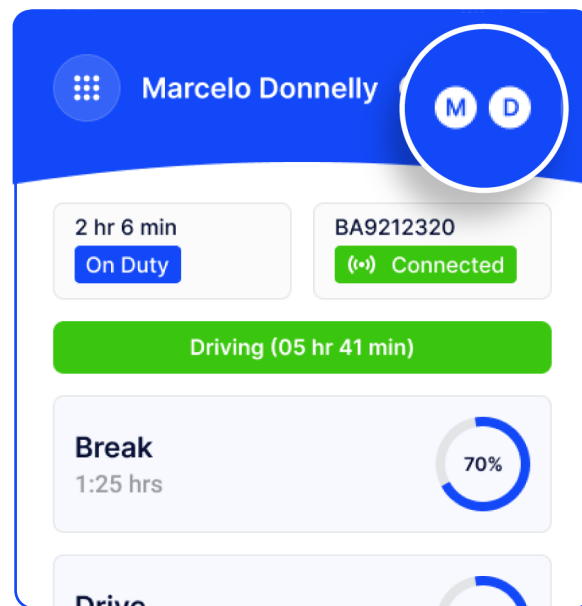 Marcelo Donnelly
M D
2 hr 6 min
On Duty
BA9212320
Connected
Driving (05 hr 41 min)
Break
1:25 hrs
70%
Drive